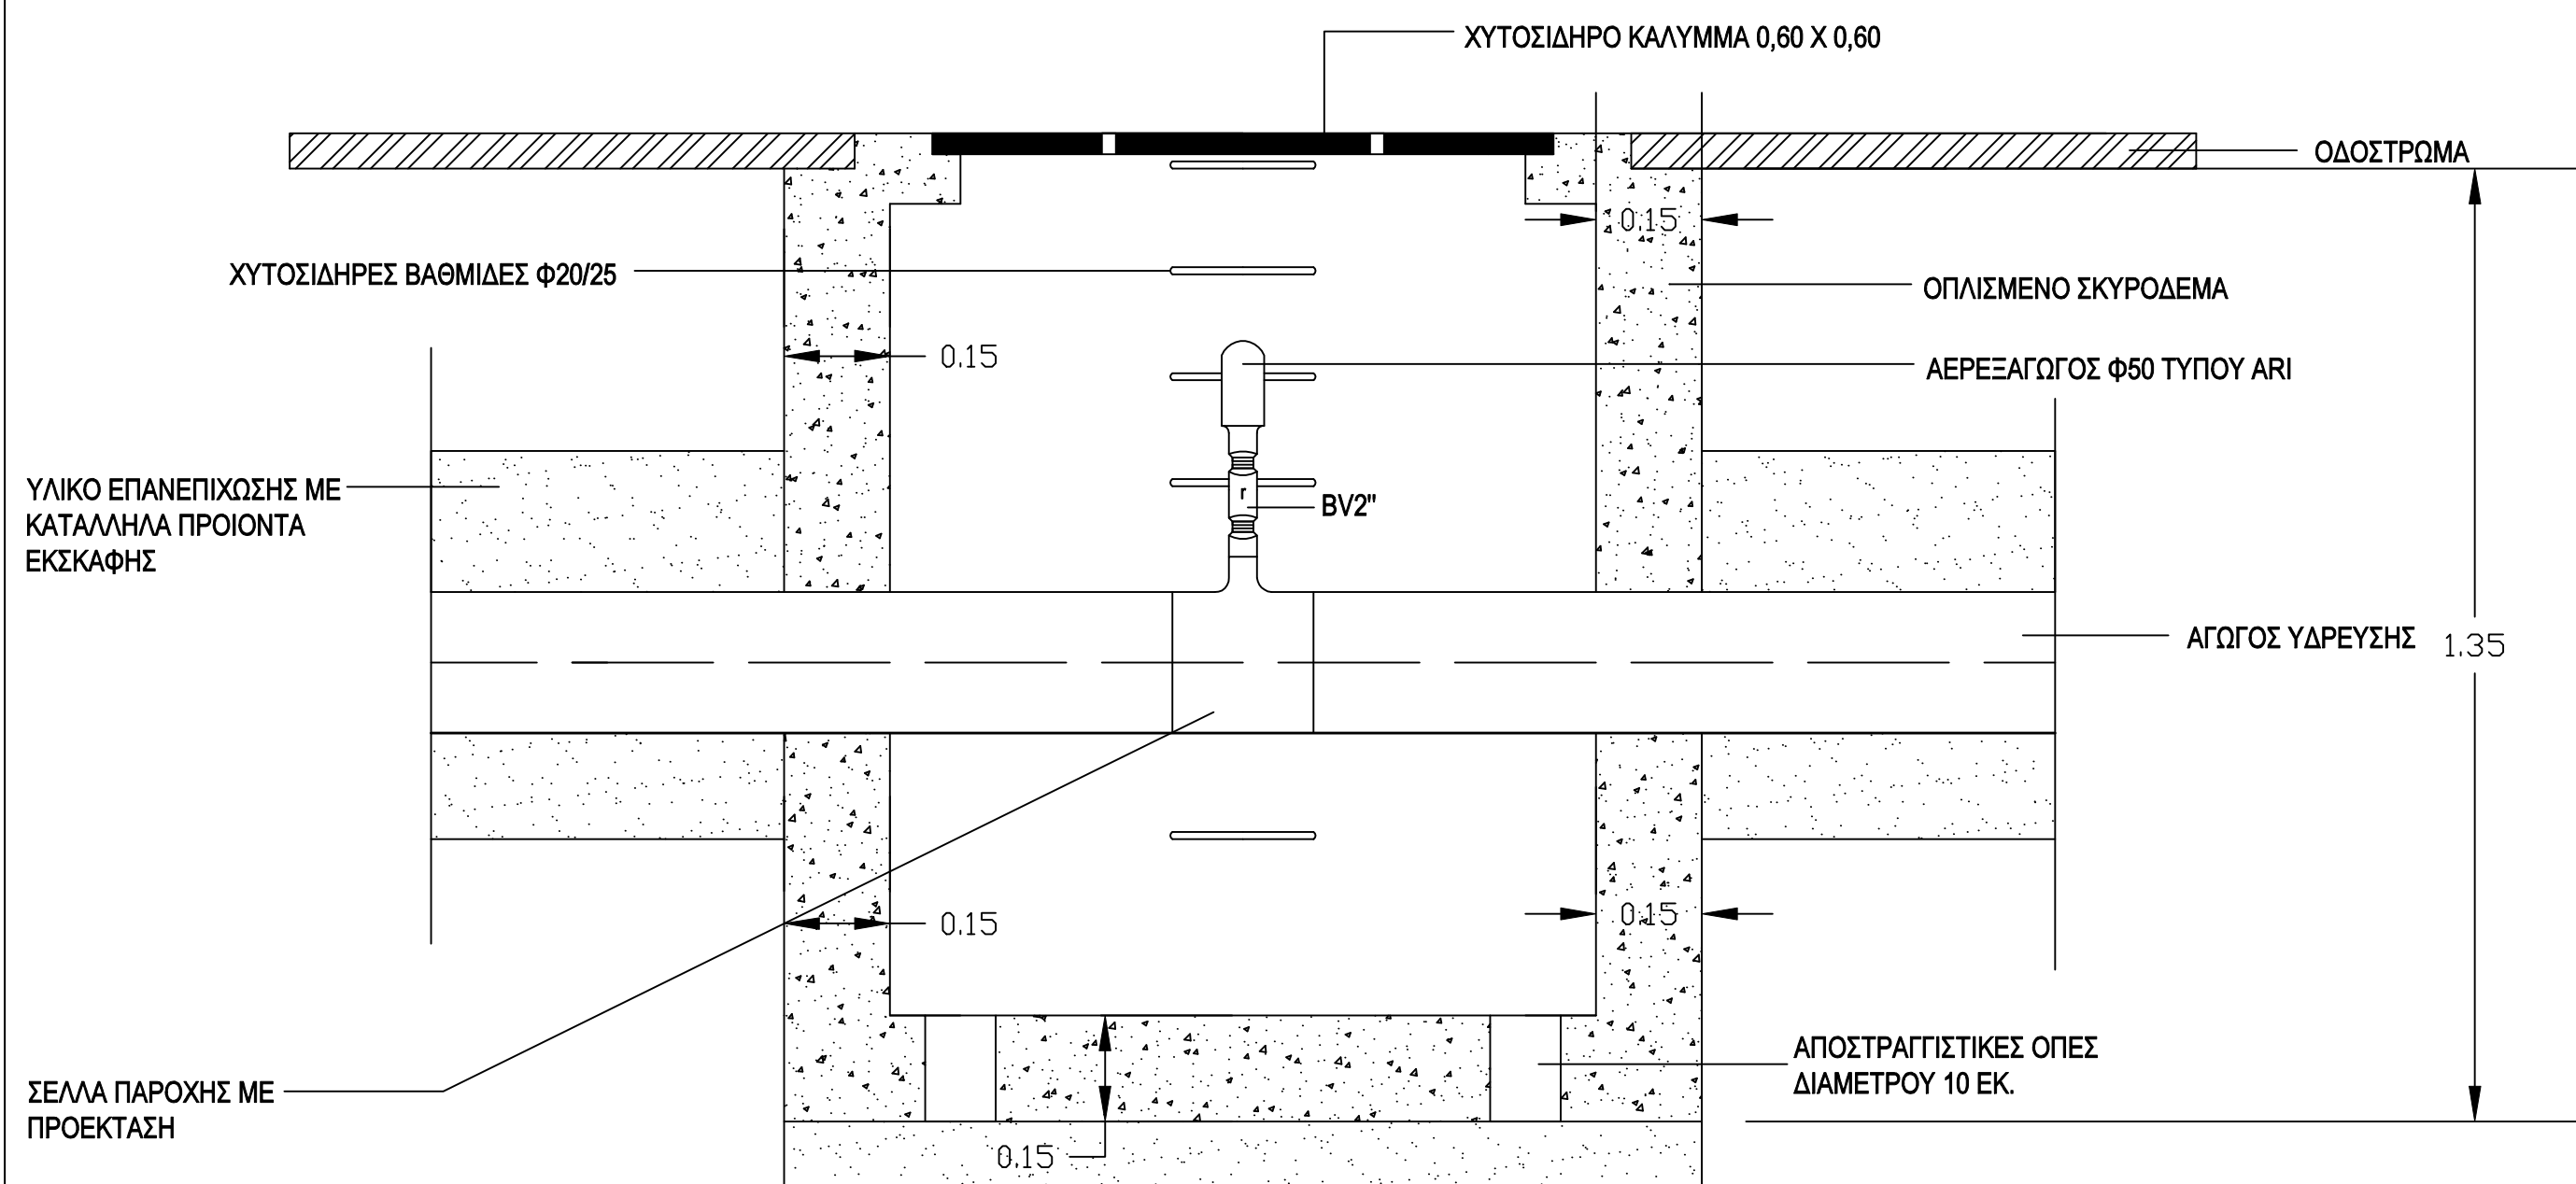 ΧΥΤΟΣΙΔΗΡΟ ΚΑΛΥΜΜΑ 0,60 Χ 0,60
ΟΔΟΣΤΡΩΜΑ
0.15
ΧΥΤΟΣΙΔΗΡΕΣ ΒΑΘΜΙΔΕΣ Φ20/25
ΟΠΛΙΣΜΕΝΟ ΣΚΥΡΟΔΕΜΑ
0.15
ΑΕΡΕΞΑΓΩΓΟΣ Φ50 ΤΥΠΟΥ ARI
ΥΛΙΚΟ ΕΠΑΝΕΠΙΧΩΣΗΣ ΜΕ
ΚΑΤΑΛΛΗΛΑ ΠΡΟΙΟΝΤΑ
ΕΚΣΚΑΦΗΣ
r
BV2"
ΑΓΩΓΟΣ ΥΔΡΕΥΣΗΣ
1.35
0.15
0.15
ΣΕΛΛΑ ΠΑΡΟΧΗΣ ΜΕ
ΠΡΟΕΚΤΑΣΗ
ΑΠΟΣΤΡΑΓΓΙΣΤΙΚΕΣ ΟΠΕΣ
ΔΙΑΜΕΤΡΟΥ 10 ΕΚ.
0.15